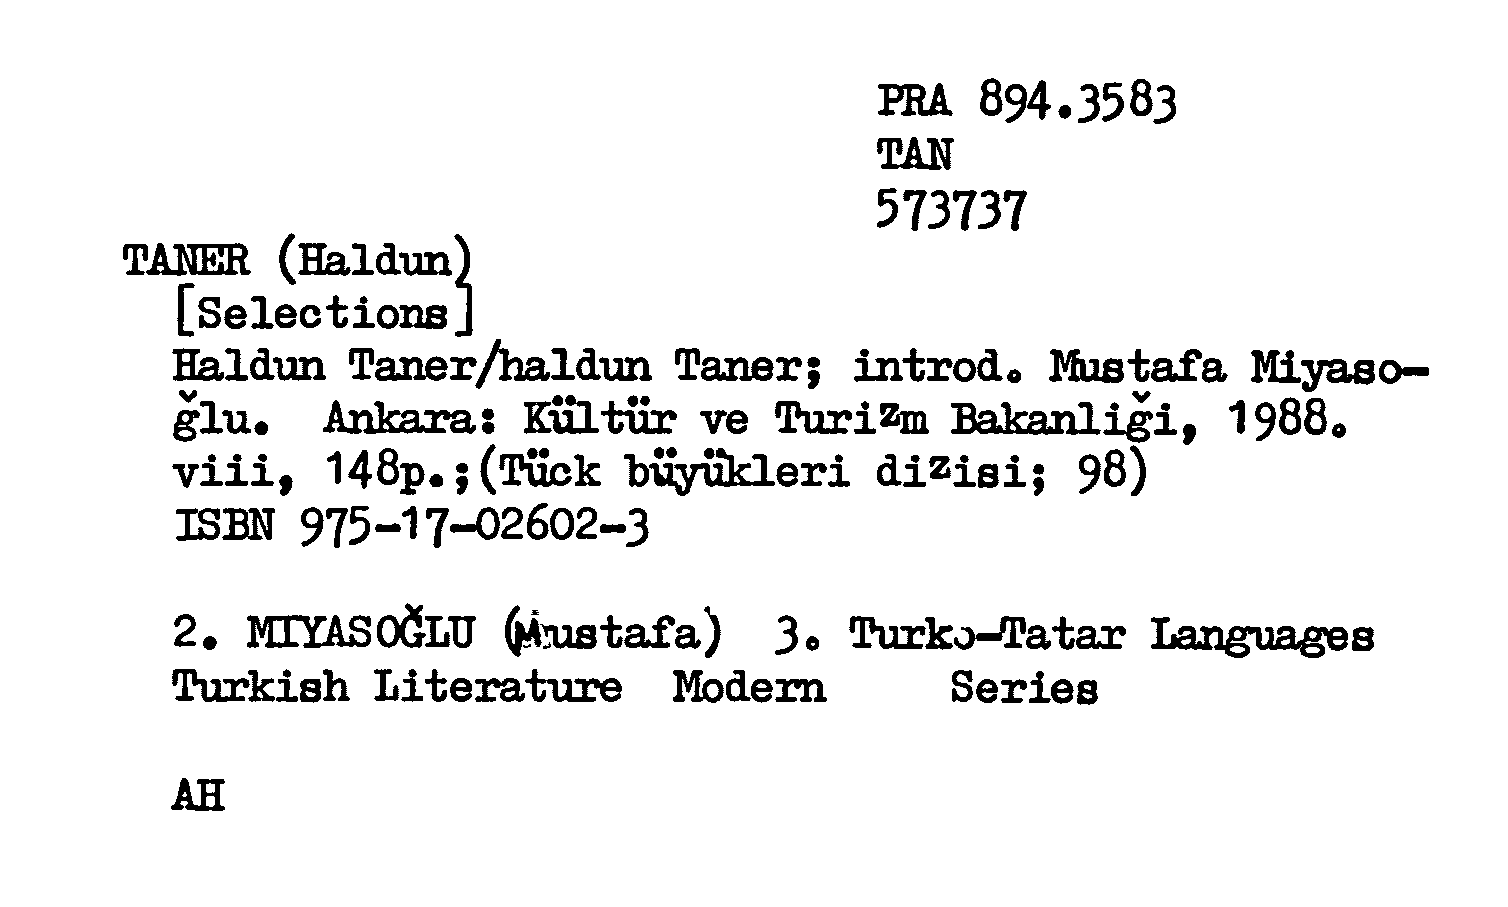 PRA 894.3583
TAN
573737
TANER (Haldun)
[Selections]
Haldun Taner/haldun Taner; introd. Mustafa Miyaso-
ğlu. Ankara: Kültür ve Turizm Bakanliği, 1988.
viii, 148p.;(Tück büyükleri dizisi; 98)
ISBN 975-17-02602-3
2. MIYASOĞLU (Mustafa) 3. Turko-Tatar Languages
Turkish Literature Modern Series
AH